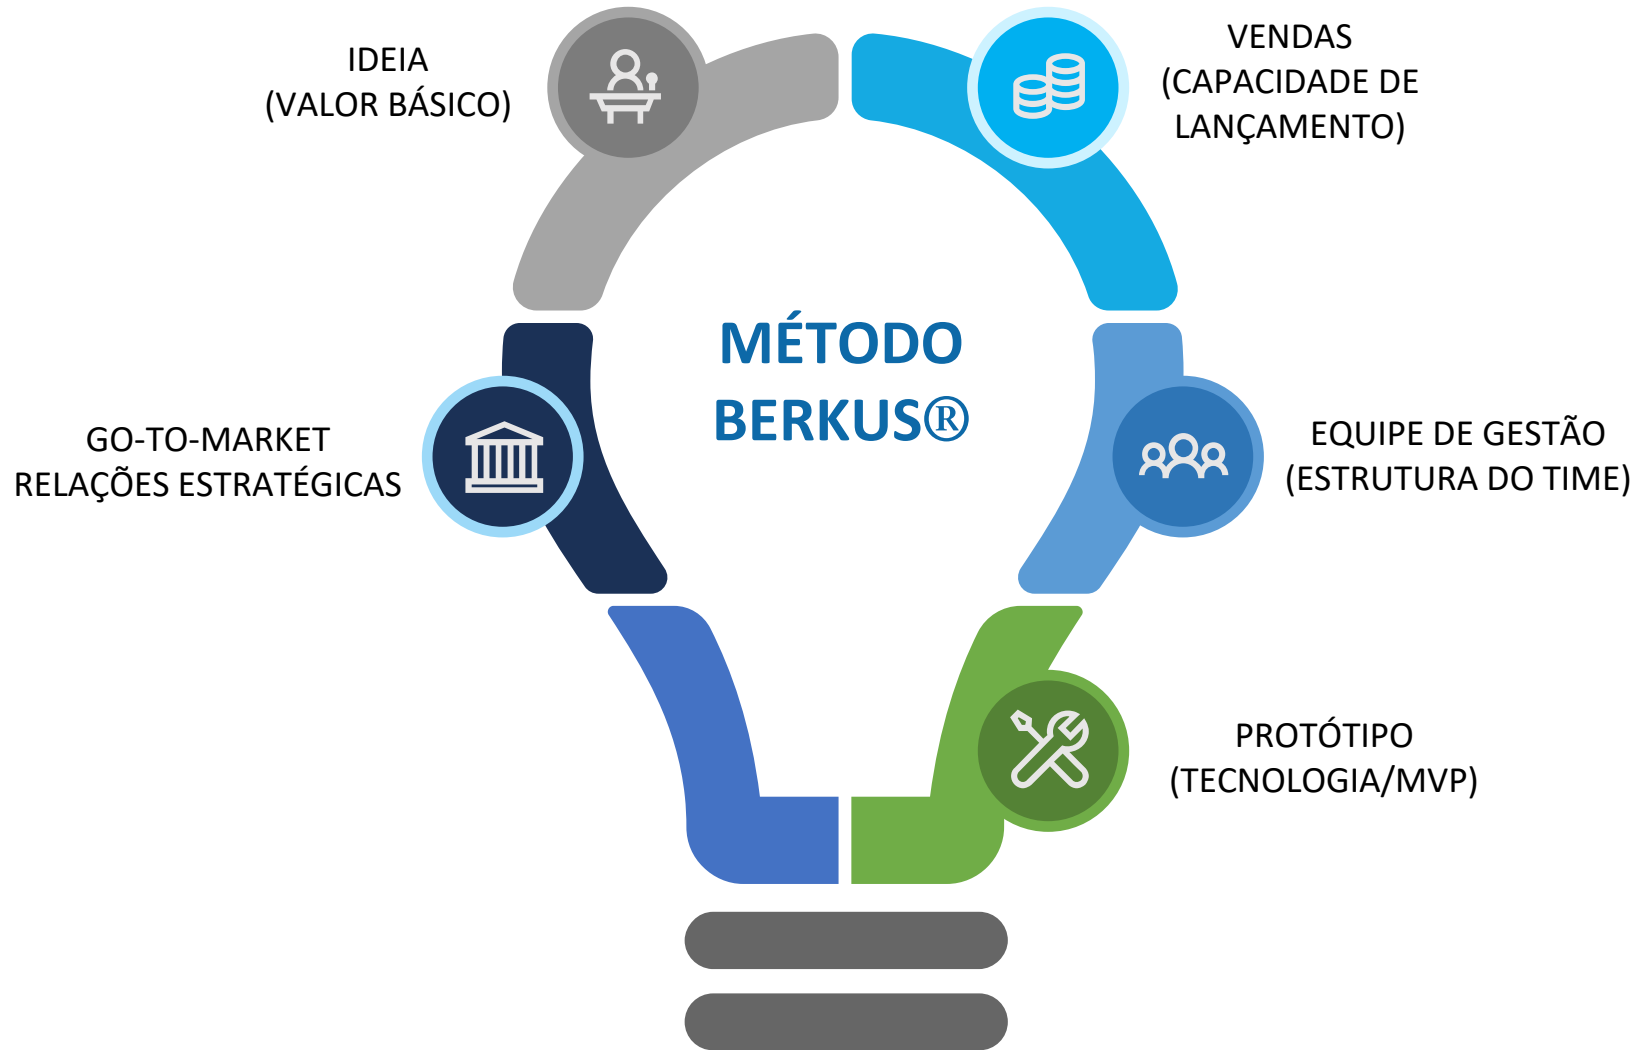 IDEIA
(VALOR BÁSICO)
VENDAS
(CAPACIDADE DE
LANÇAMENTO)
MÉTODO
BERKUS®
GO-TO-MARKET
RELAÇÕES ESTRATÉGICAS
EQUIPE DE GESTÃO
(ESTRUTURA DO TIME)
PROTÓTIPO
(TECNOLOGIA/MVP)